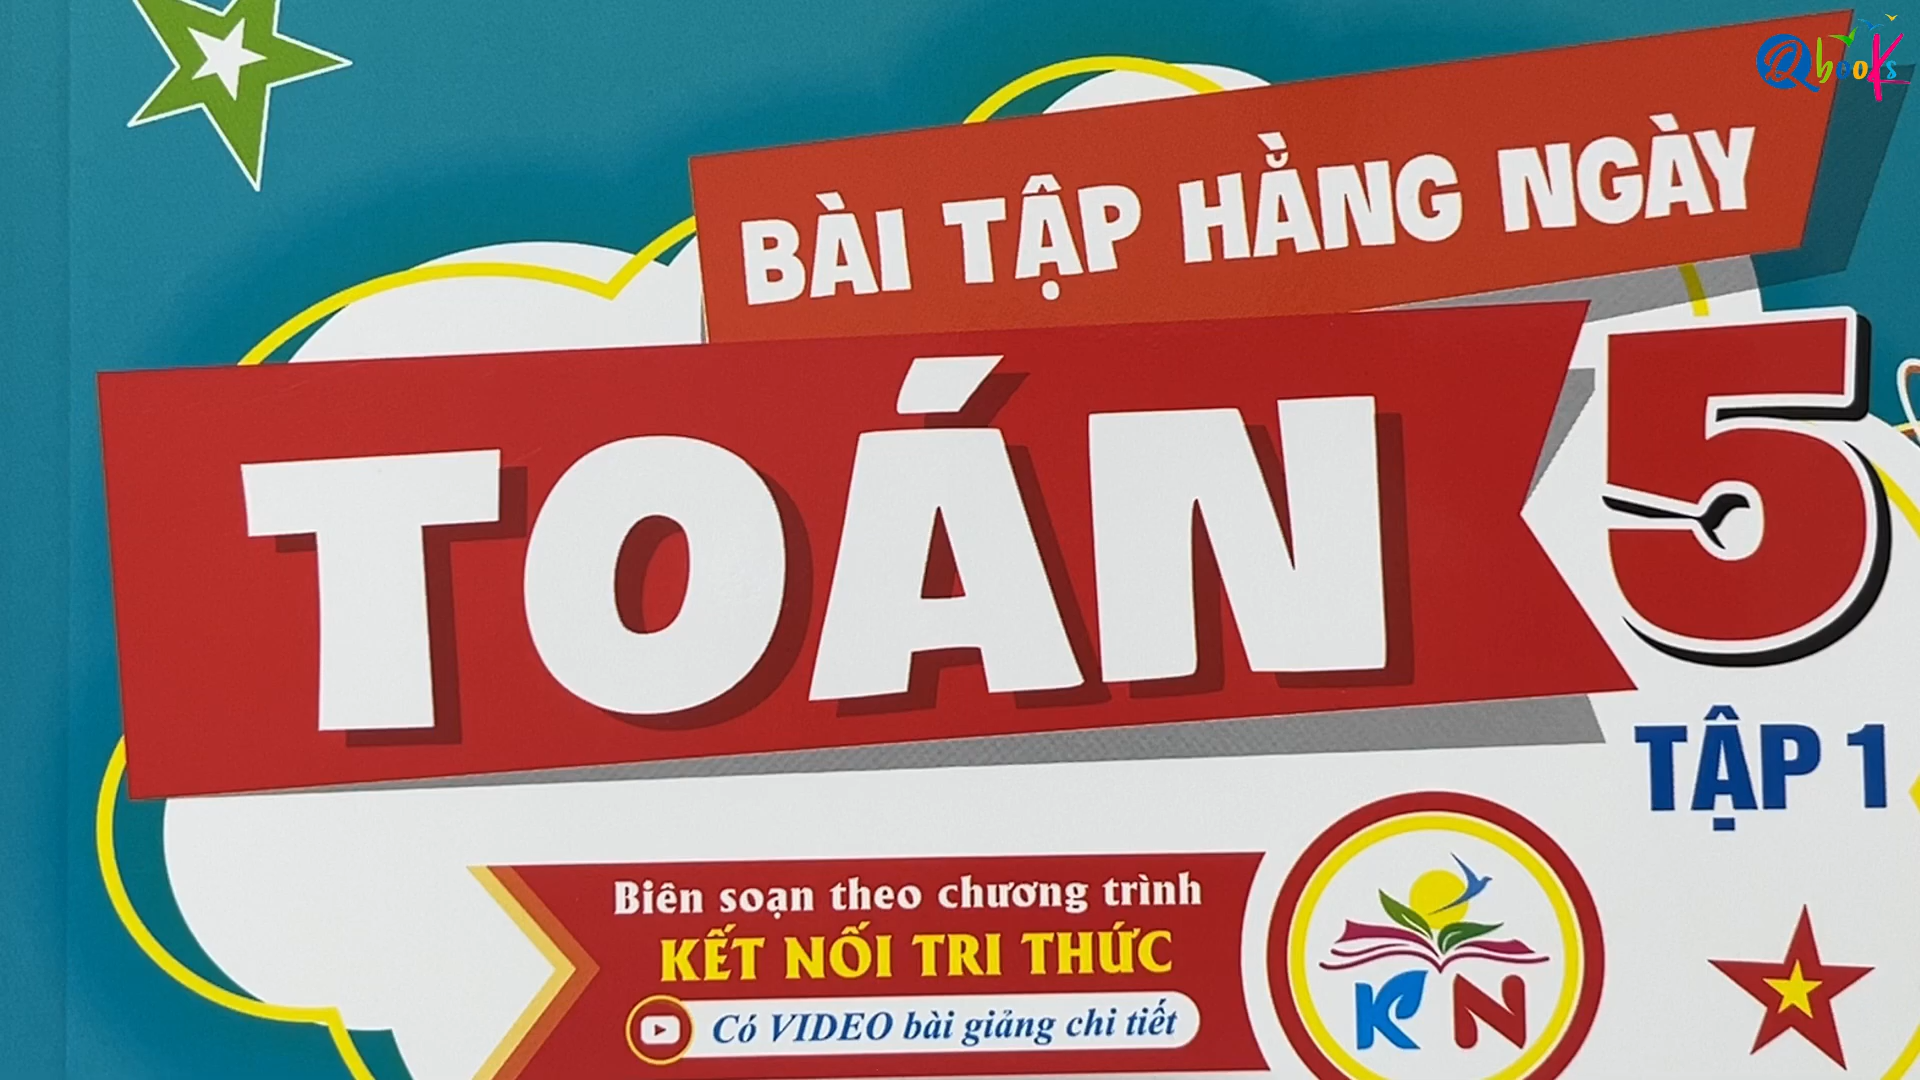 Qbooks
BÀI TẬP HẰNG NGÀY
TOÁN 5
TẬP 1
Biên soạn theo chương trình
KẾT NỐI TRI THỨC
Có VIDEO bài giảng chi tiết
KN